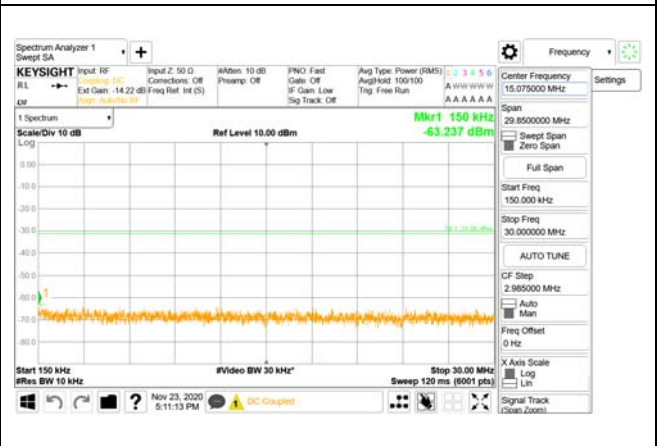 Spectrum Analyzer 1
Swept SA
+
Frequency
KEYSIGHT
RL
Input: RF
Coupling: DC
Ext Gain: -14.22 dB
Align: Auto/No RF
Input Z: 50 Ω
Corrections: Off
Freq Ref: Int (S)
#Atten: 10 dB
Preamp: Off
PNO: Fast
Gate: Off
IF Gain: Low
Sig Track: Off
Avg Type: Power (RMS)
Avg|Hold: 100/100
Trig: Free Run
1 2 3 4 5 6
A W W W W W
A A A A A A
1 Spectrum
Scale/Div 10 dB
Ref Level 10.00 dBm
Mkr1 150 kHz
-63.237 dBm
Log
0.00
-10.0
-20.0
-30.0
-40.0
-50.0
-60.0
-70.0
-80.0
1
Start 150 kHz
#Res BW 10 kHz
#Video BW 30 kHz*
Stop 30.00 MHz
Sweep 120 ms (6001 pts)
Nov 23, 2020
5:11:13 PM
DC Coupled
Settings
Center Frequency
15.075000 MHz
Span
29.8500000 MHz
Swept Span
Zero Span
Full Span
Start Freq
150.000 kHz
Stop Freq
30.000000 MHz
AUTO TUNE
CF Step
2.985000 MHz
Auto
Man
Freq Offset
0 Hz
X Axis Scale
Log
Lin
Signal Track
(Span Zoom)